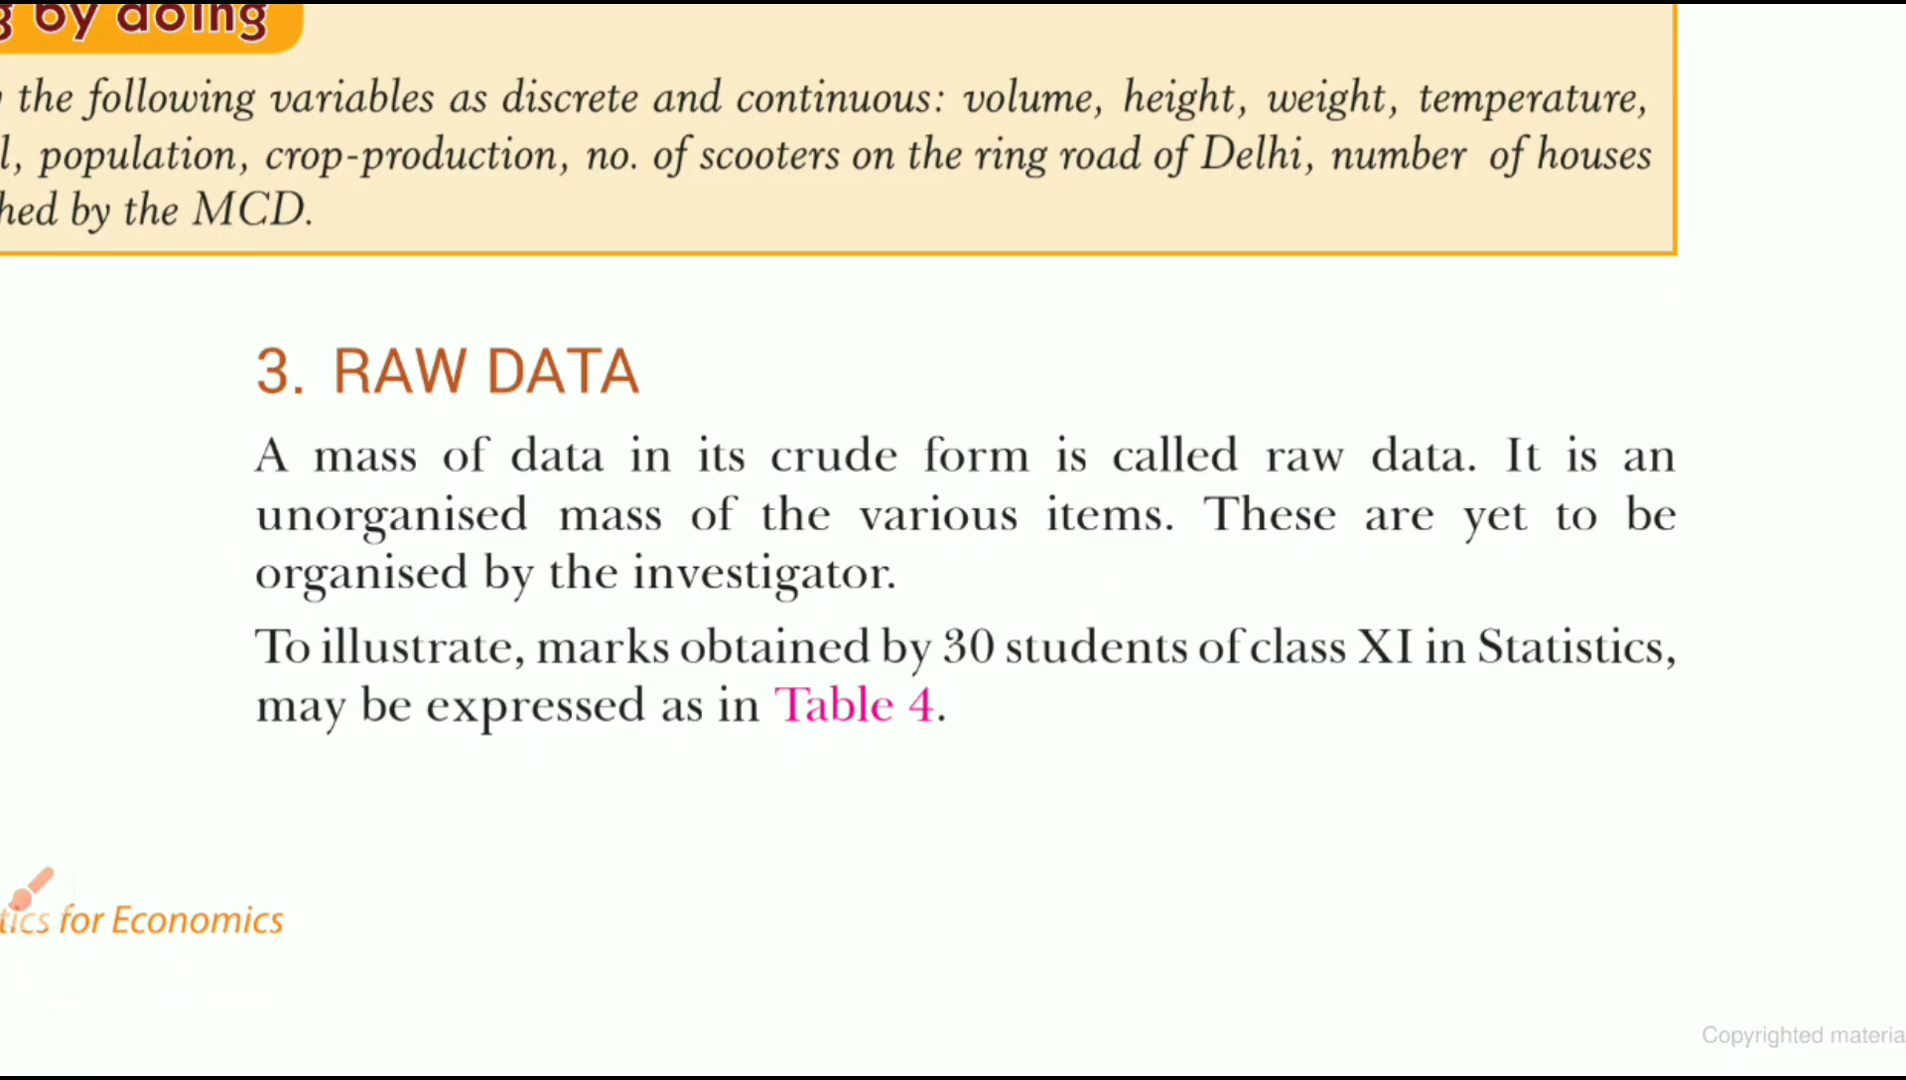 by doing
the following variables as discrete and continuous: volume, height, weight, temperature,
population, crop-production, no. of scooters on the ring road of Delhi, number of houses
by the MCD.
3. RAW DATA
A mass of data in its crude form is called raw data. It is an
unorganised mass of the various items. These are yet to be
organised by the investigator.
To illustrate, marks obtained by 30 students of class XI in Statistics,
may be expressed as in Table 4.
for Economics
Copyrighted materia